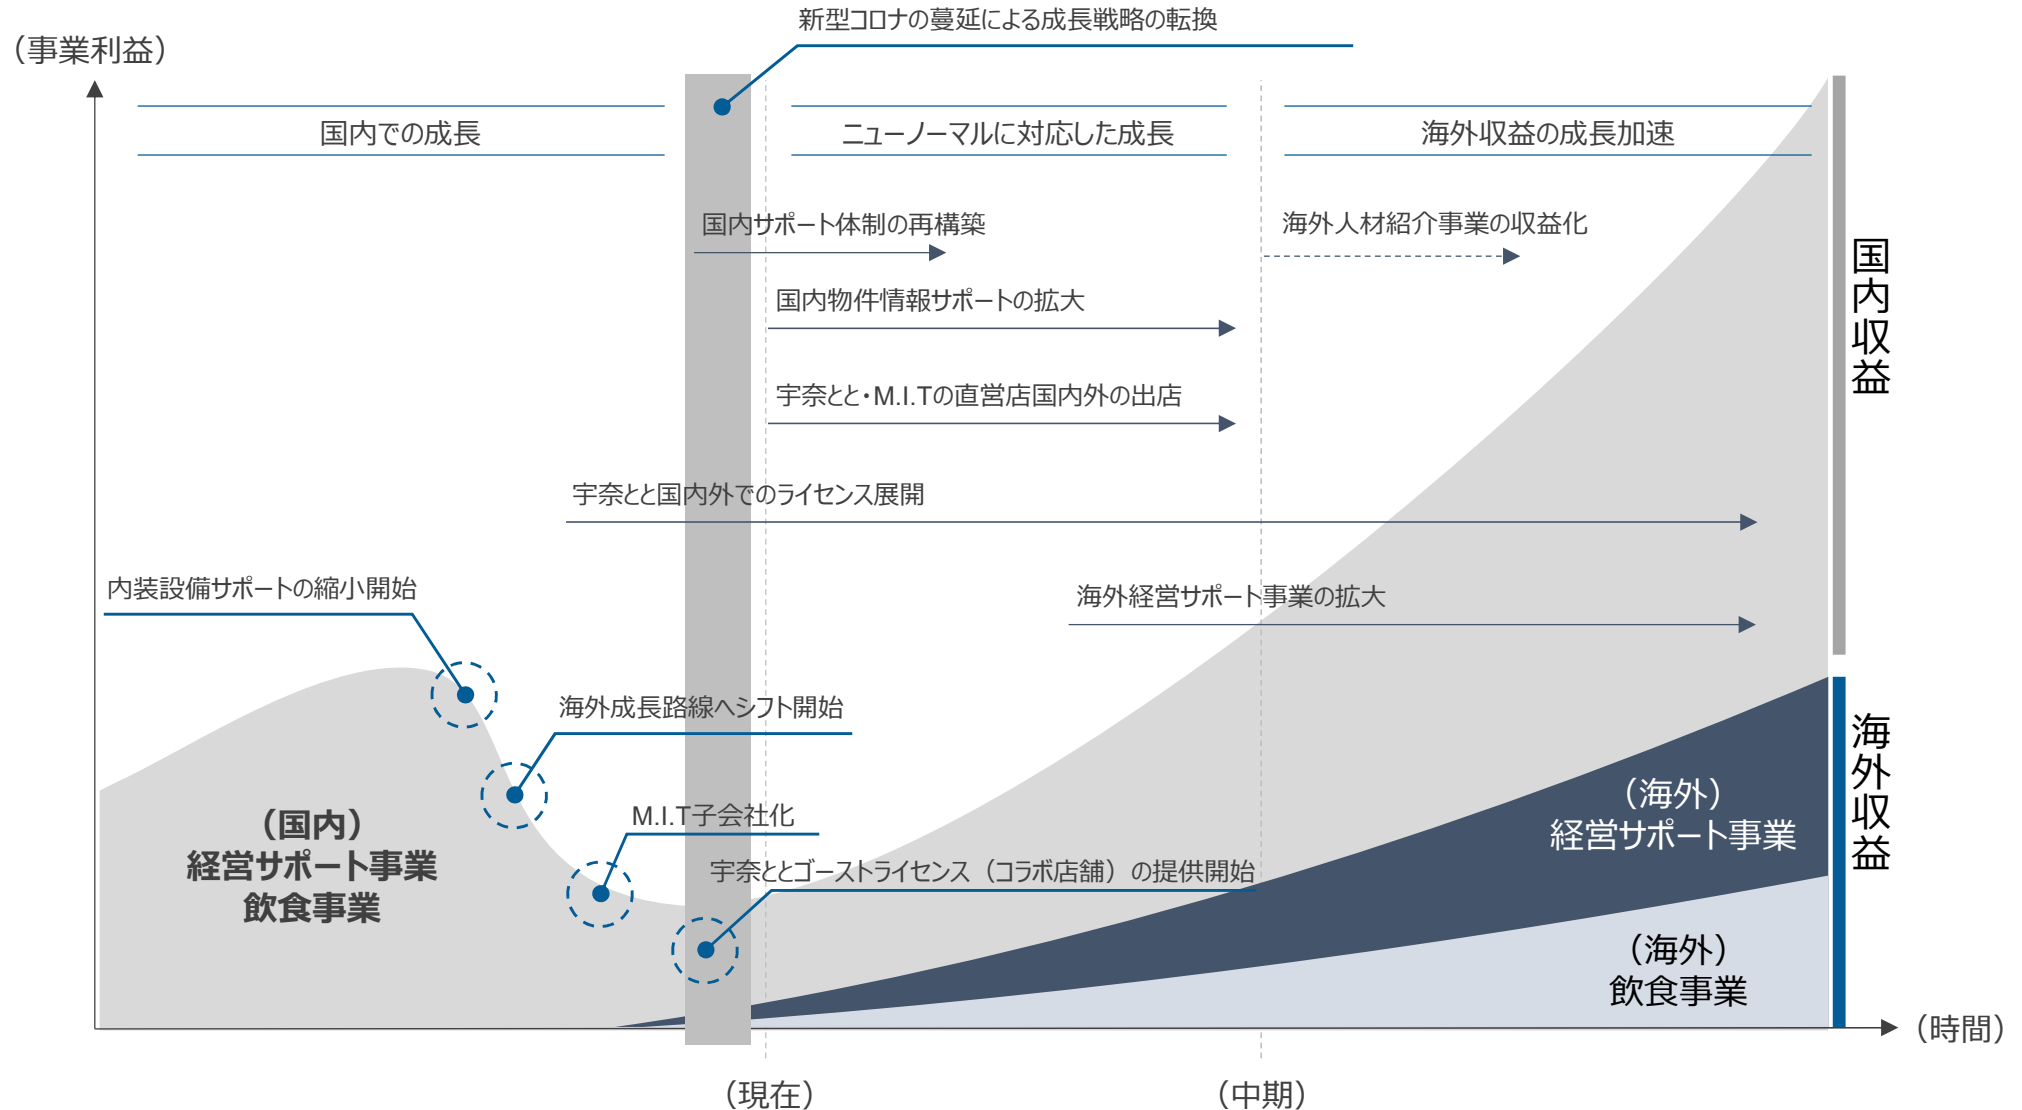 新型コロナの蔓延による成長戦略の転換
（事業利益）
国内での成長
ニューノーマルに対応した成長
海外収益の成長加速
国内サポート体制の再構築
海外人材紹介事業の収益化
国内物件情報サポートの拡大
宇奈とと・M.I.Tの直営店国内外の出店
宇奈とと国内外でのライセンス展開
内装設備サポートの縮小開始
海外経営サポート事業の拡大
海外成長路線へシフト開始
M.I.T子会社化
宇奈ととゴーストライセンス（コラボ店舗）の提供開始
（国内）
経営サポート事業
飲食事業
（海外）
経営サポート事業
（海外）
飲食事業
国内収益
海外収益
（時間）
（現在）
（中期）